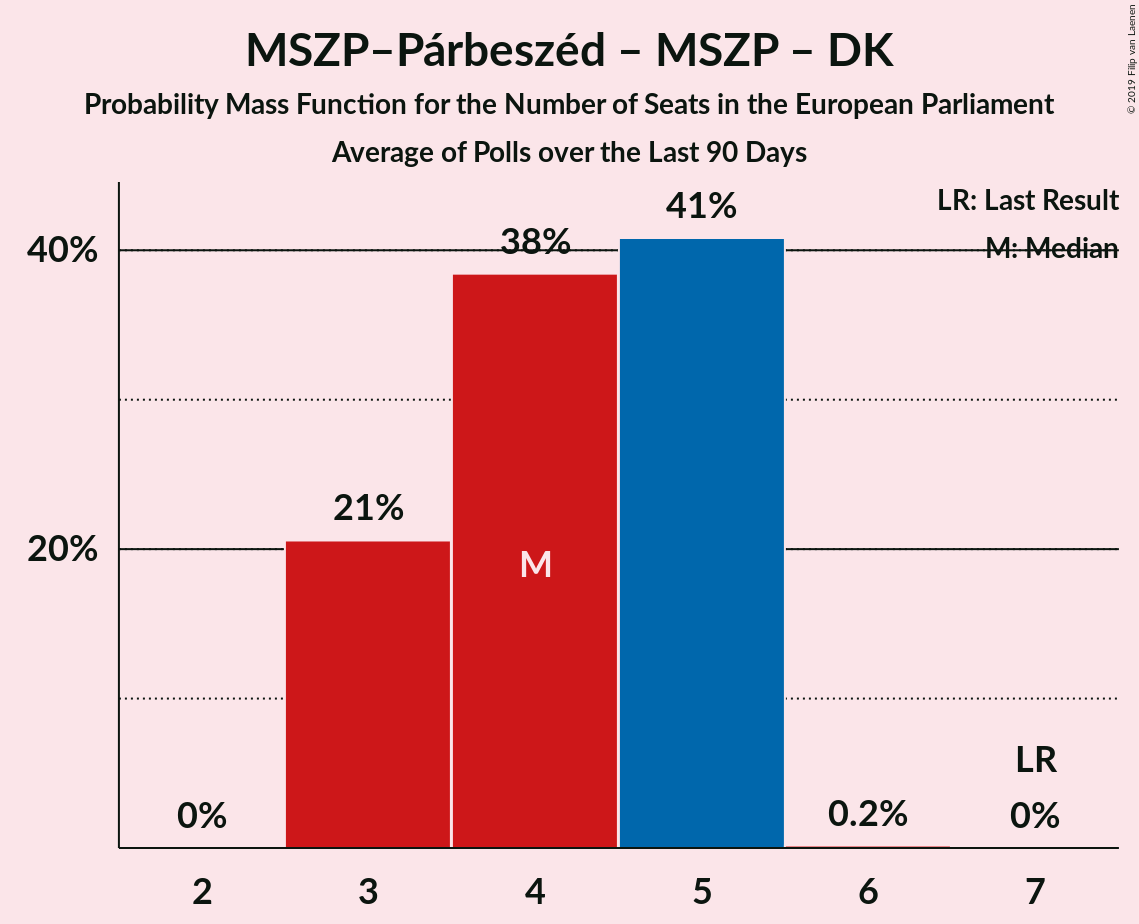 MSZP–Párbeszéd – MSZP – DK
Probability Mass Function for the Number of Seats in the European Parliament
Average of Polls over the Last 90 Days
© 2019 Filip van Laenen
LR: Last Result
M: Median
40%
20%
0%
21%
38%
41%
0.2%
0%
M
LR
2 3 4 5 6 7